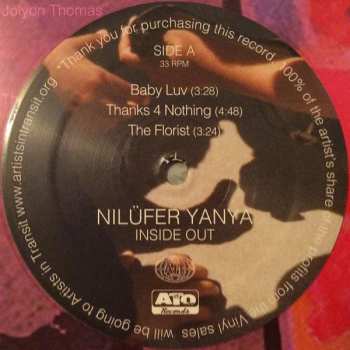 Jolyon Thomas
"Thank you for purchasing this record. 100% of the artist's share of the profits from the Vinyl sales will be going to Artists in Transit www.artistsintransit.org
SIDE A
33 RPM
Baby Luv (3:28)
Thanks 4 Nothing (4:48)
The Florist (3:24)
NILÜFER YANYA
INSIDE OUT
ATO
Records